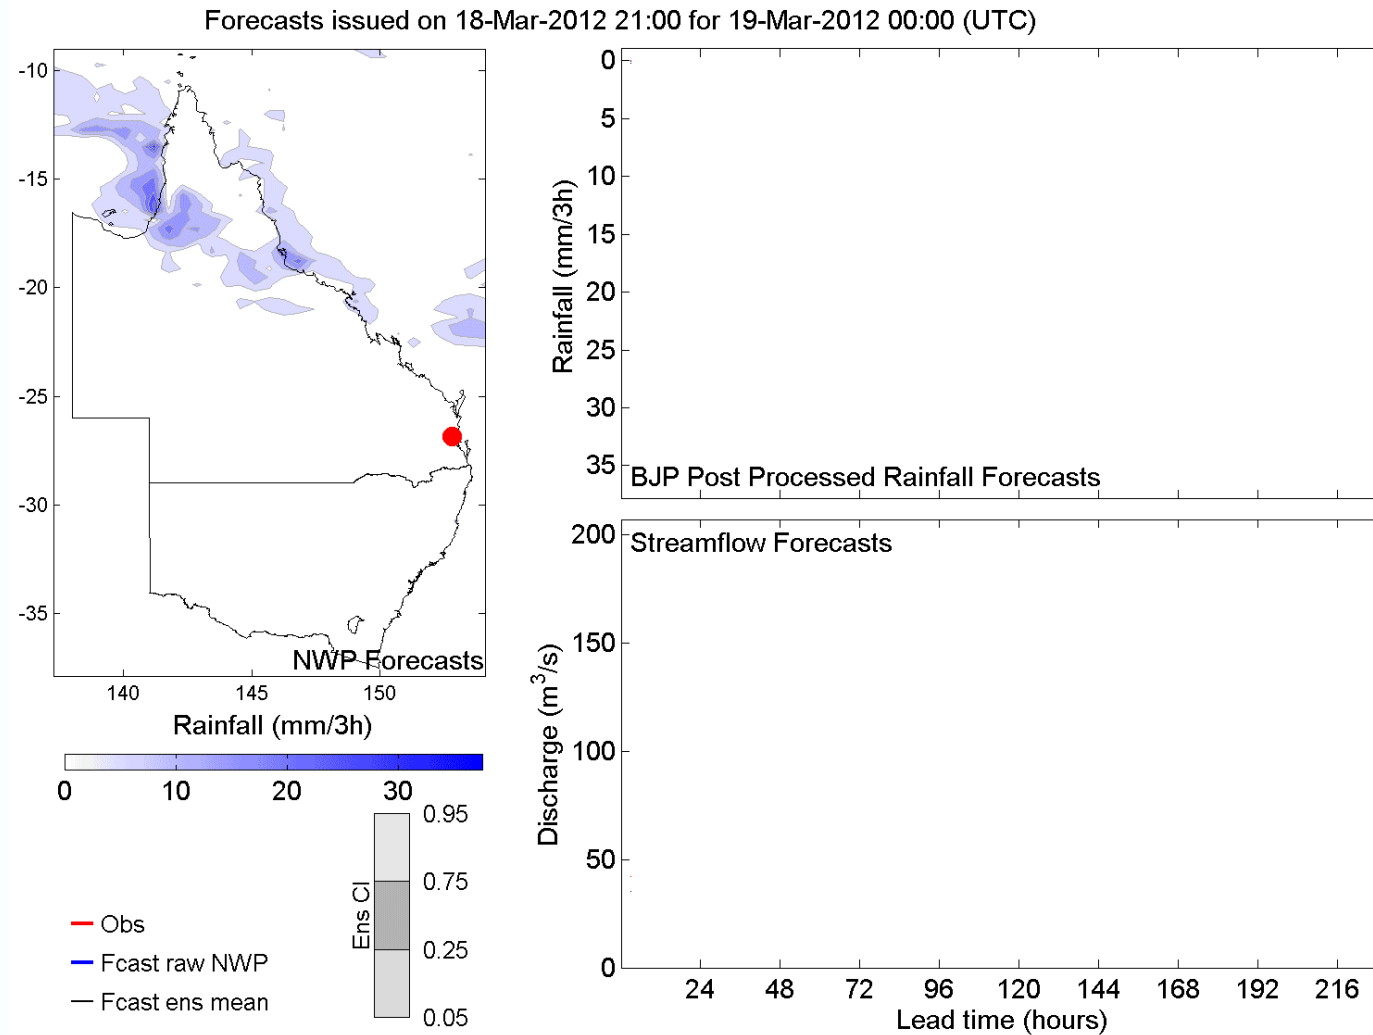 Forecasts issued on 18-Mar-2012 21:00 for 19-Mar-2012 00:00 (UTC)
-10
-15
-20
-25
-30
-35
NWP Forecasts
140 145 150
Rainfall (mm/3h)
0 10 20 30
Ens CI
0.95
0.75
0.25
0.05
Obs
Fcast raw NWP
Fcast ens mean
Rainfall (mm/3h)
0
5
10
15
20
25
30
35
BJP Post Processed Rainfall Forecasts
Discharge (m³/s)
200
Streamflow Forecasts
150
100
50
0
24 48 72 96 120 144 168 192 216
Lead time (hours)